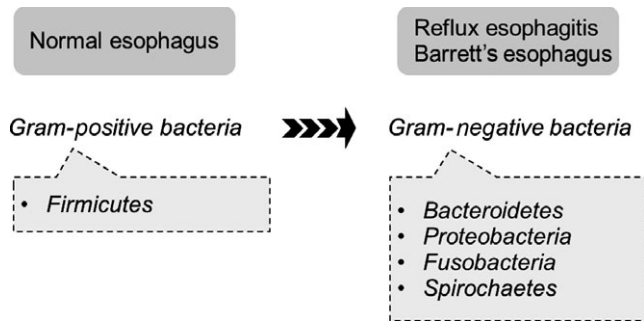 Normal esophagus
Reflux esophagitis
Barrett's esophagus
Gram-positive bacteria
Gram-negative bacteria
• Firmicutes
• Bacteroidetes
• Proteobacteria
• Fusobacteria
• Spirochaetes